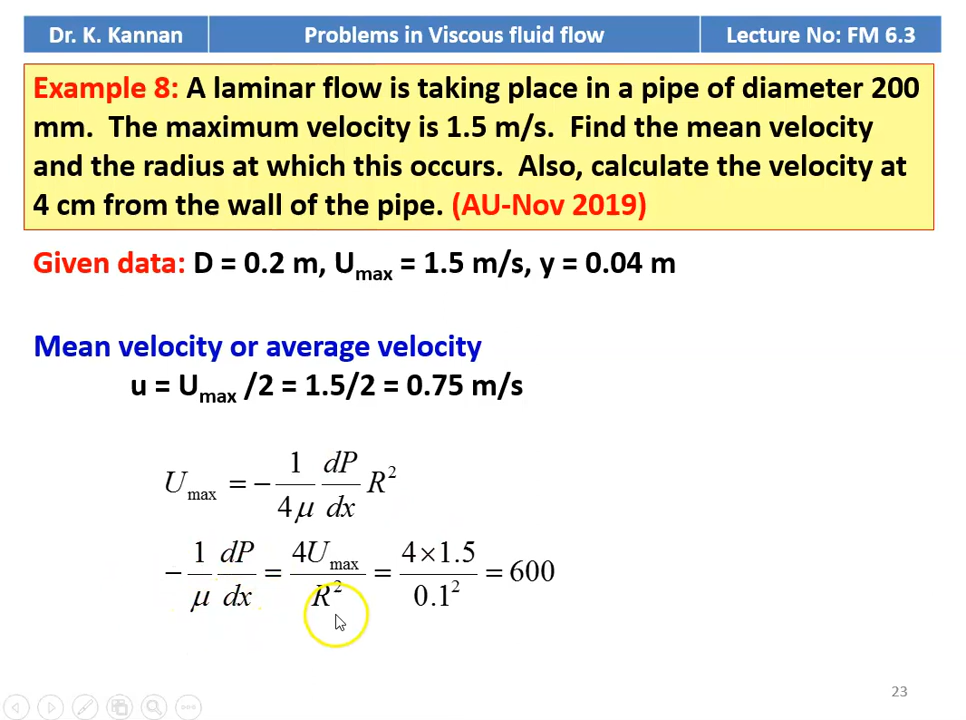 Dr. K. Kannan
Problems in Viscous fluid flow
Lecture No: FM 6.3
Example 8: A laminar flow is taking place in a pipe of diameter 200
mm. The maximum velocity is 1.5 m/s. Find the mean velocity
and the radius at which this occurs. Also, calculate the velocity at
4 cm from the wall of the pipe. (AU-Nov 2019)
Given data: D = 0.2 m, Umax = 1.5 m/s, y = 0.04 m
Mean velocity or average velocity
u = Umax /2 = 1.5/2 = 0.75 m/s
Umax = − 1/4μ dP/dx R²
− 1/μ dP/dx = 4Umax/R² = 4×1.5/0.1² = 600
23